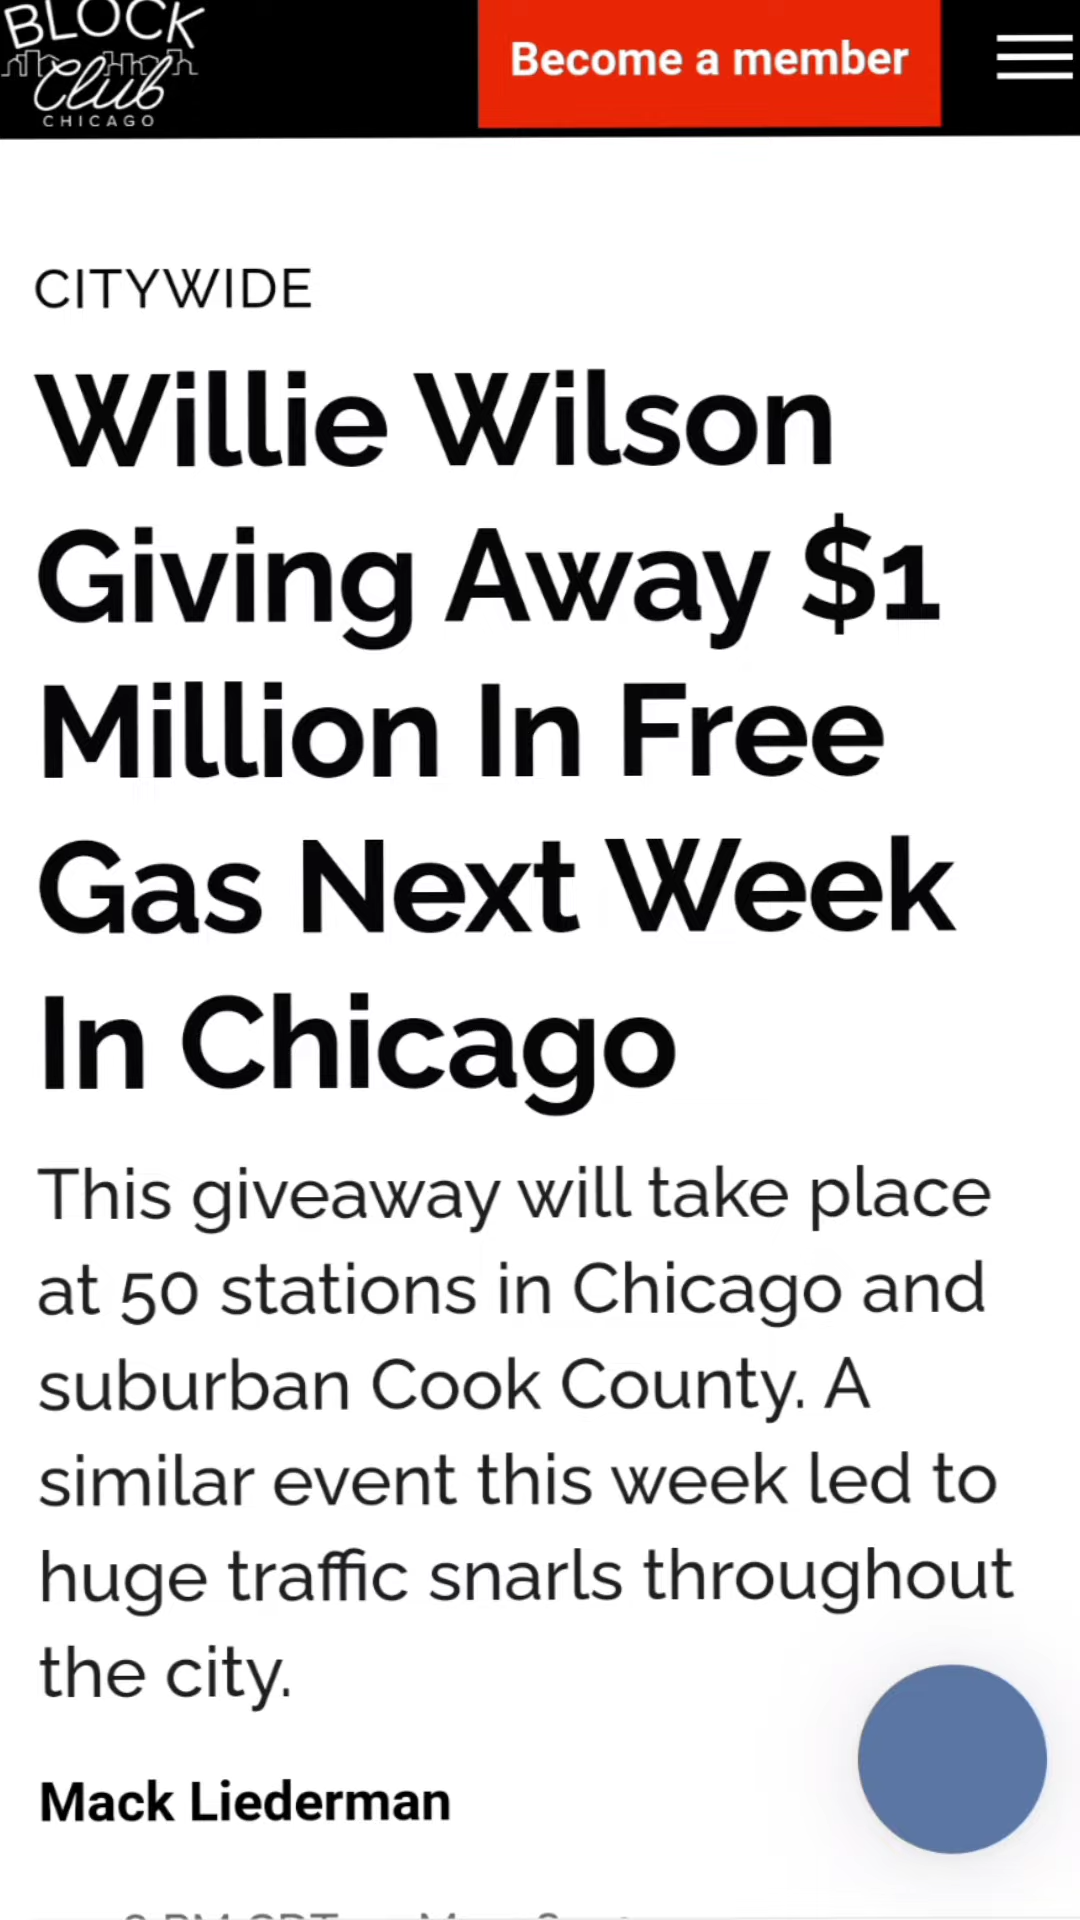 BLOCK
Club
CHICAGO
Become a member
CITYWIDE
Willie Wilson
Giving Away $1
Million In Free
Gas Next Week
In Chicago
This giveaway will take place
at 50 stations in Chicago and
suburban Cook County. A
similar event this week led to
huge traffic snarls throughout
the city.
Mack Liederman